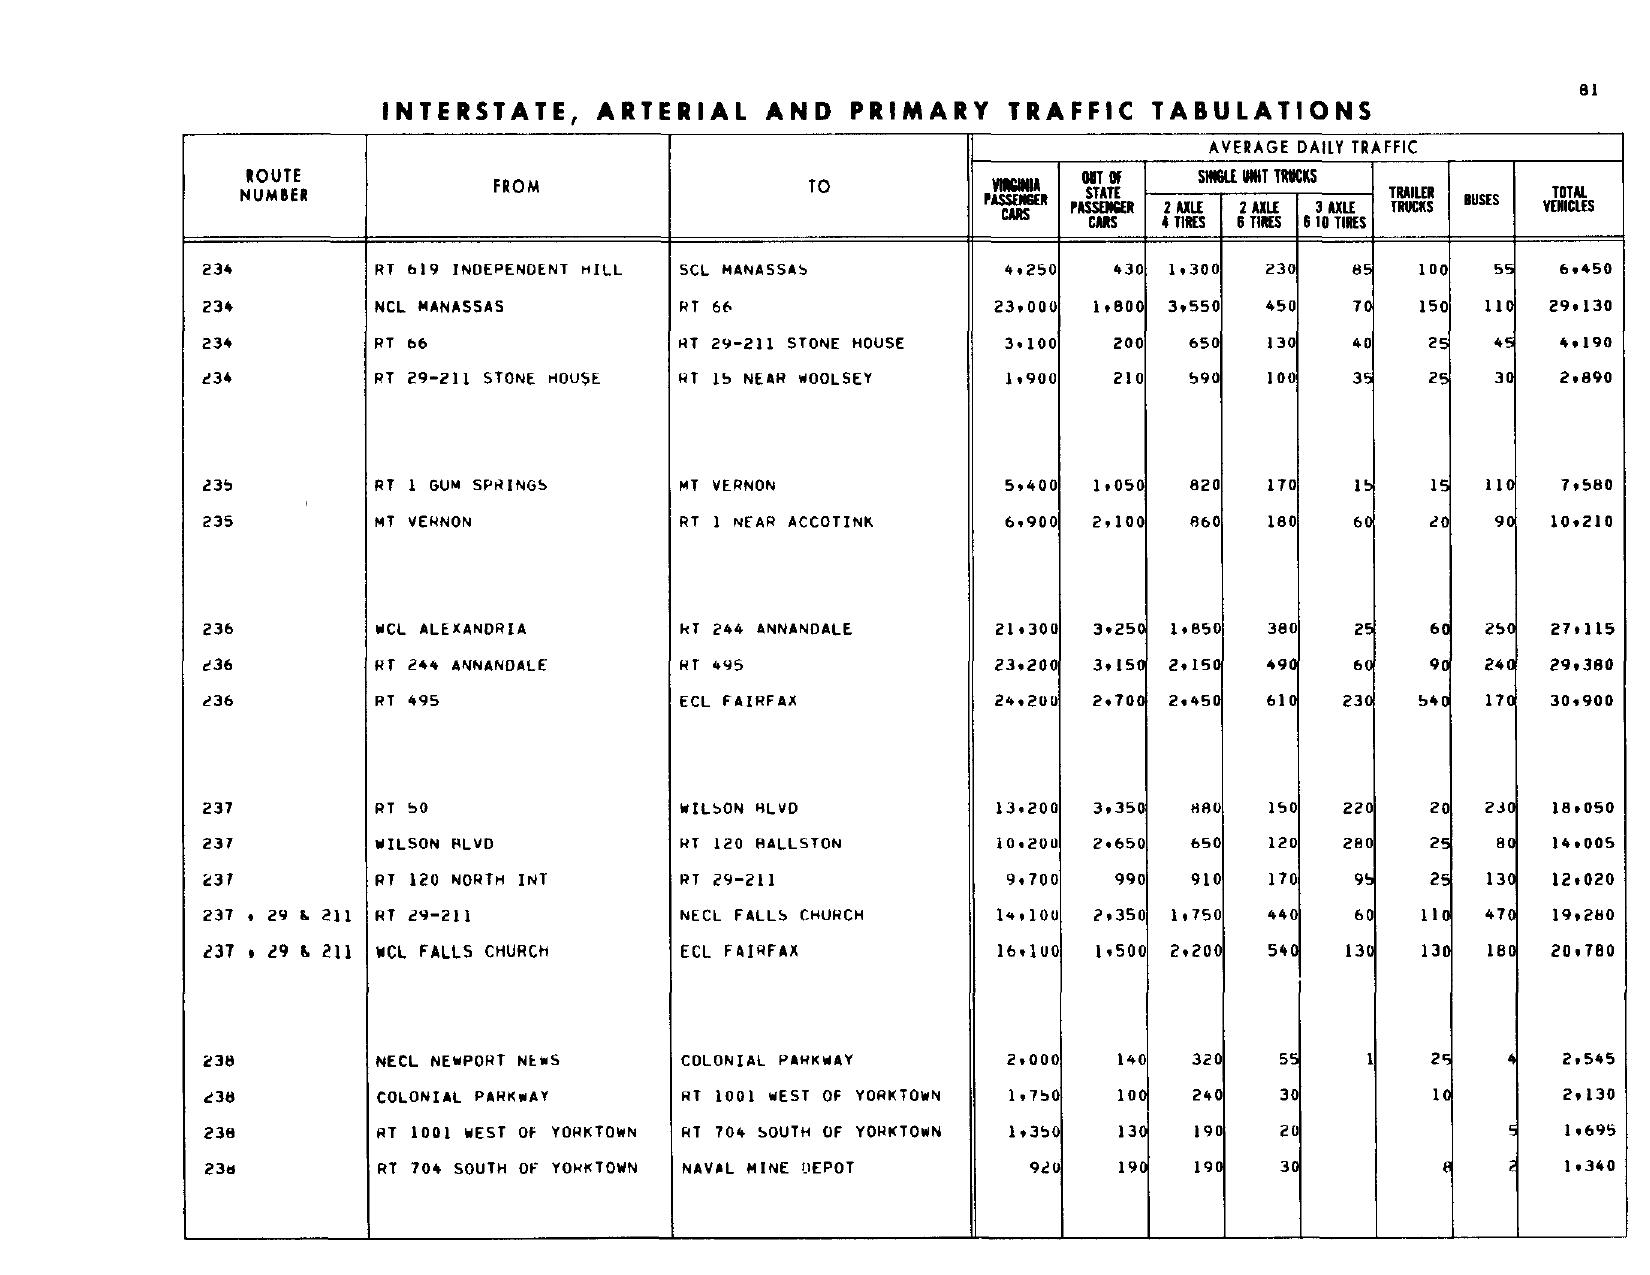 81
INTERSTATE, ARTERIAL AND PRIMARY TRAFFIC TABULATIONS
ROUTE NUMBER FROM TO AVERAGE DAILY TRAFFIC
VIRGINIA PASSENGER CARS OUT OF STATE PASSENGER CARS SINGLE UNIT TRUCKS 2 AXLE 4 TIRES 2 AXLE 6 TIRES 3 AXLE 6 10 TIRES TRAILER TRUCKS BUSES TOTAL VEHICLES
234 RT 619 INDEPENDENT HILL SCL MANASSAS 4,250 430 1,300 230 85 100 55 6,450
234 NCL MANASSAS RT 66 23,000 1,800 3,550 450 70 150 110 29,130
234 RT 66 RT 29-211 STONE HOUSE 3,100 200 650 130 40 25 45 4,190
234 RT 29-211 STONE HOUSE RT 15 NEAR WOOLSEY 1,900 210 590 100 35 25 30 2,890
235 RT 1 GUM SPRINGS MT VERNON 5,400 1,050 820 170 15 15 110 7,580
235 MT VERNON RT 1 NEAR ACCOTINK 6,900 2,100 860 180 60 20 90 10,210
236 WCL ALEXANDRIA RT 244 ANNANDALE 21,300 3,250 1,850 380 25 60 250 27,115
236 RT 244 ANNANDALE RT 495 23,200 3,150 2,150 490 60 90 240 29,380
236 RT 495 ECL FAIRFAX 24,200 2,700 2,450 610 230 540 170 30,900
237 RT 50 WILSON BLVD 13,200 3,350 880 150 220 20 230 18,050
237 WILSON BLVD RT 120 BALLSTON 10,200 2,650 650 120 280 25 80 14,005
237 RT 120 NORTH INT RT 29-211 9,700 990 910 170 95 25 130 12,020
237 , 29 & 211 RT 29-211 NECL FALLS CHURCH 14,100 2,350 1,750 440 60 110 470 19,280
237 , 29 & 211 WCL FALLS CHURCH ECL FAIRFAX 16,100 1,500 2,200 540 130 130 180 20,780
238 NECL NEWPORT NEWS COLONIAL PARKWAY 2,000 140 320 55 1 25 4 2,545
238 COLONIAL PARKWAY RT 1001 WEST OF YORKTOWN 1,750 100 240 30 10 2,130
238 RT 1001 WEST OF YORKTOWN RT 704 SOUTH OF YORKTOWN 1,350 130 190 20 5 1,695
238 RT 704 SOUTH OF YORKTOWN NAVAL MINE DEPOT 920 190 190 30 8 2 1,340